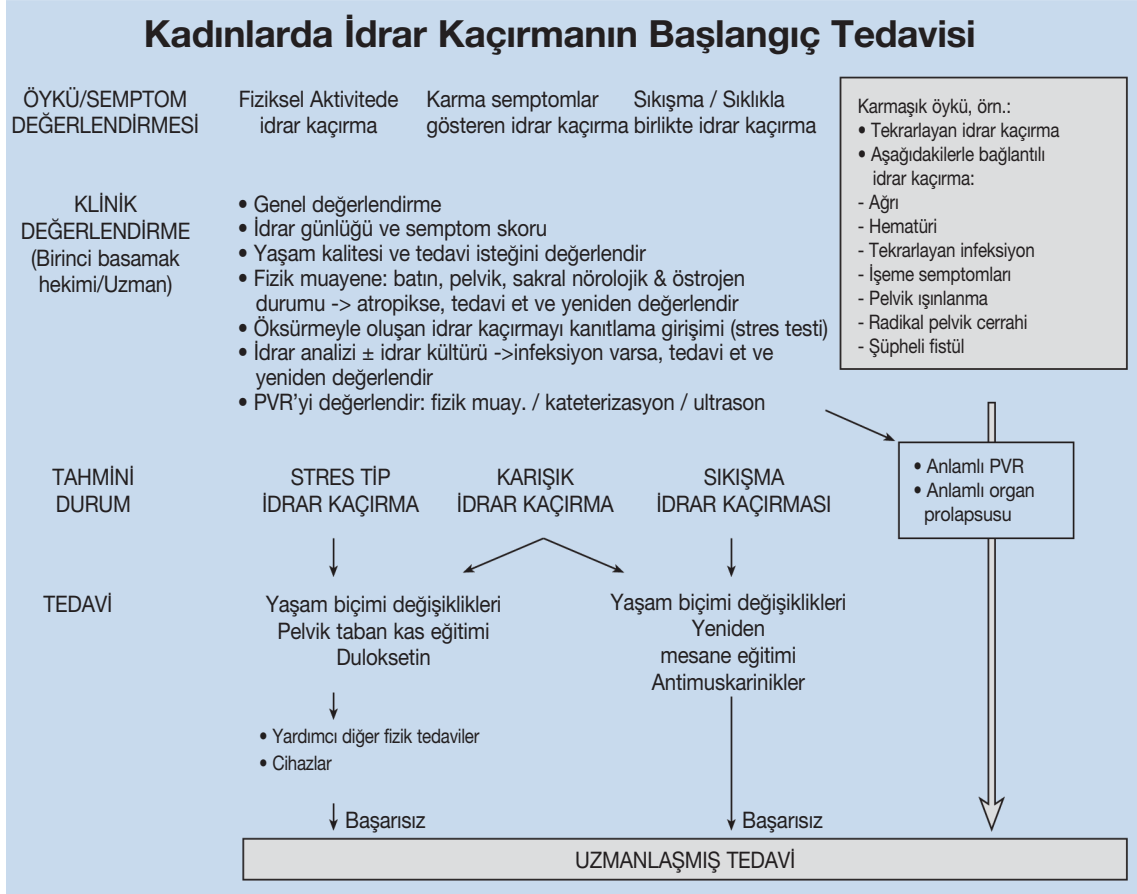 Kadınlarda İdrar Kaçırmanın Başlangıç Tedavisi
ÖYKÜ/SEMPTOM
DEĞERLENDİRMESİ
Fiziksel Aktivitede
idrar kaçırma
Karma semptomlar
gösteren idrar kaçırma
Sıkışma / Sıklıkla
birlikte idrar kaçırma
Karmaşık öykü, örn.:
• Tekrarlayan idrar kaçırma
• Aşağıdakilerle bağlantılı
idrar kaçırma:
- Ağrı
- Hematüri
- Tekrarlayan infeksiyon
- İşeme semptomları
- Pelvik ışınlanma
- Radikal pelvik cerrahi
- Şüpheli fistül
KLİNİK
DEĞERLENDİRME
(Birinci basamak
hekimi/Uzman)
• Genel değerlendirme
• İdrar günlüğü ve semptom skoru
• Yaşam kalitesi ve tedavi isteğini değerlendir
• Fizik muayene: batın, pelvik, sakral nörolojik & östrojen
durumu -> atropikse, tedavi et ve yeniden değerlendir
• Öksürmeyle oluşan idrar kaçırmayı kanıtlama girişimi (stres testi)
• İdrar analizi ± idrar kültürü ->infeksiyon varsa, tedavi et ve
yeniden değerlendir
• PVR’yi değerlendir: fizik muay. / kateterizasyon / ultrason
• Anlamlı PVR
• Anlamlı organ
prolapsusu
TAHMİNİ
DURUM
STRES TİP
İDRAR KAÇIRMA
KARIŞIK
İDRAR KAÇIRMA
SIKIŞMA
İDRAR KAÇIRMASI
TEDAVİ
Yaşam biçimi değişiklikleri
Pelvik taban kas eğitimi
Duloksetin
Yaşam biçimi değişiklikleri
Yeniden
mesane eğitimi
Antimuskarinikler
• Yardımcı diğer fizik tedaviler
• Cihazlar
Başarısız
Başarısız
UZMANLAŞMIŞ TEDAVİ